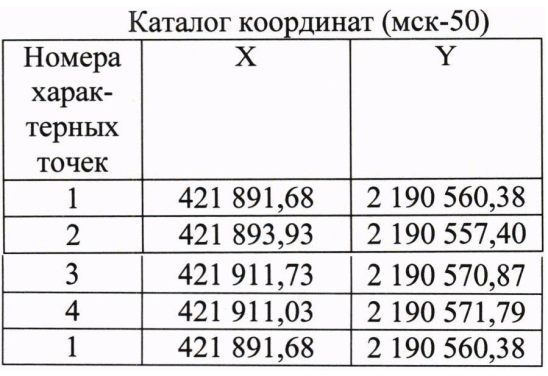 Каталог координат (мск-50)
Номера X Y
харак-
терных
точек
1 421 891,68 2 190 560,38
2 421 893,93 2 190 557,40
3 421 911,73 2 190 570,87
4 421 911,03 2 190 571,79
1 421 891,68 2 190 560,38